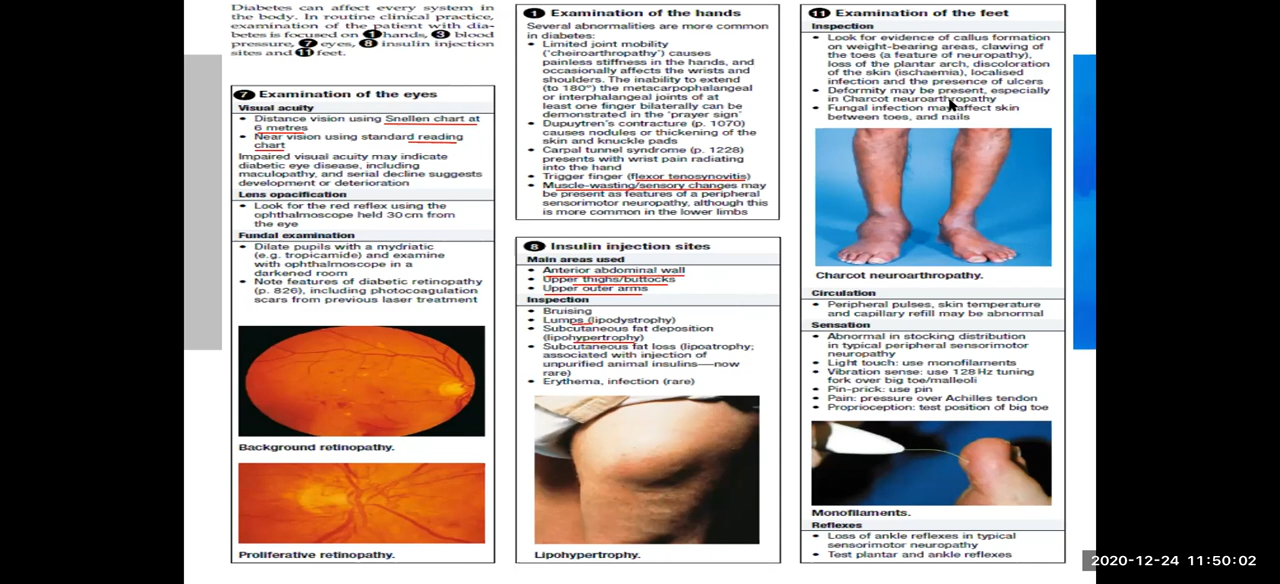 Diabetes can affect every system in
the body. In routine clinical practice,
examination of the patient with dia-
betes is focused on 1 hands, 3 blood
pressure, 7 eyes, 8 insulin injection
sites and 11 feet.
7 Examination of the eyes
Visual acuity
• Distance vision using Snellen chart at
6 metres
• Near vision using standard reading
chart
Impaired visual acuity may indicate
diabetic eye disease, including
maculopathy, and serial decline suggests
development or deterioration
Lens opacification
• Look for the red reflex using the
ophthalmoscope held 30 cm from
the eye
Fundal examination
• Dilate pupils with a mydriatic
(e.g. tropicamide) and examine
with ophthalmoscope in a
darkened room
• Note features of diabetic retinopathy
(p. 826), including photocoagulation
scars from previous laser treatment
Background retinopathy.
Proliferative retinopathy.
1 Examination of the hands
Several abnormalities are more common
in diabetes:
• Limited joint mobility
('cheiroarthropathy') causes
painless stiffness in the hands, and
occasionally affects the wrists and
shoulders. The inability to extend
(to 180°) the metacarpophalangeal
or interphalangeal joints of at
least one finger bilaterally can be
demonstrated in the 'prayer sign'
• Dupuytren's contracture (p. 1070)
causes nodules or thickening of the
skin and knuckle pads
• Carpal tunnel syndrome (p. 1228)
presents with wrist pain radiating
into the hand
• Trigger finger (flexor tenosynovitis)
• Muscle-wasting/sensory changes may
be present as features of a peripheral
sensorimotor neuropathy, although this
is more common in the lower limbs
8 Insulin injection sites
Main areas used
• Anterior abdominal wall
• Upper thighs/buttocks
• Upper outer arms
Inspection
• Bruising
• Lumps (lipodystrophy)
• Subcutaneous fat deposition
(lipohypertrophy)
• Subcutaneous fat loss (lipoatrophy;
associated with injection of
unpurified animal insulins—now
rare)
• Erythema, infection (rare)
Lipohypertrophy.
11 Examination of the feet
Inspection
• Look for evidence of callus formation
on weight-bearing areas, clawing of
the toes (a feature of neuropathy),
loss of the plantar arch, discoloration
of the skin (ischaemia), localised
infection and the presence of ulcers
• Deformity may be present, especially
in Charcot neuroarthropathy
• Fungal infection may affect skin
between toes, and nails
Charcot neuroarthropathy.
Circulation
• Peripheral pulses, skin temperature
and capillary refill may be abnormal
Sensation
• Abnormal in stocking distribution
in typical peripheral sensorimotor
neuropathy
• Light touch: use monofilaments
• Vibration sense: use 128 Hz tuning
fork over big toe/malleoli
• Pin-prick: use pin
• Pain: pressure over Achilles tendon
• Proprioception: test position of big toe
Monofilaments.
Reflexes
• Loss of ankle reflexes in typical
sensorimotor neuropathy
• Test plantar and ankle reflexes
2020-12-24 11:50:02